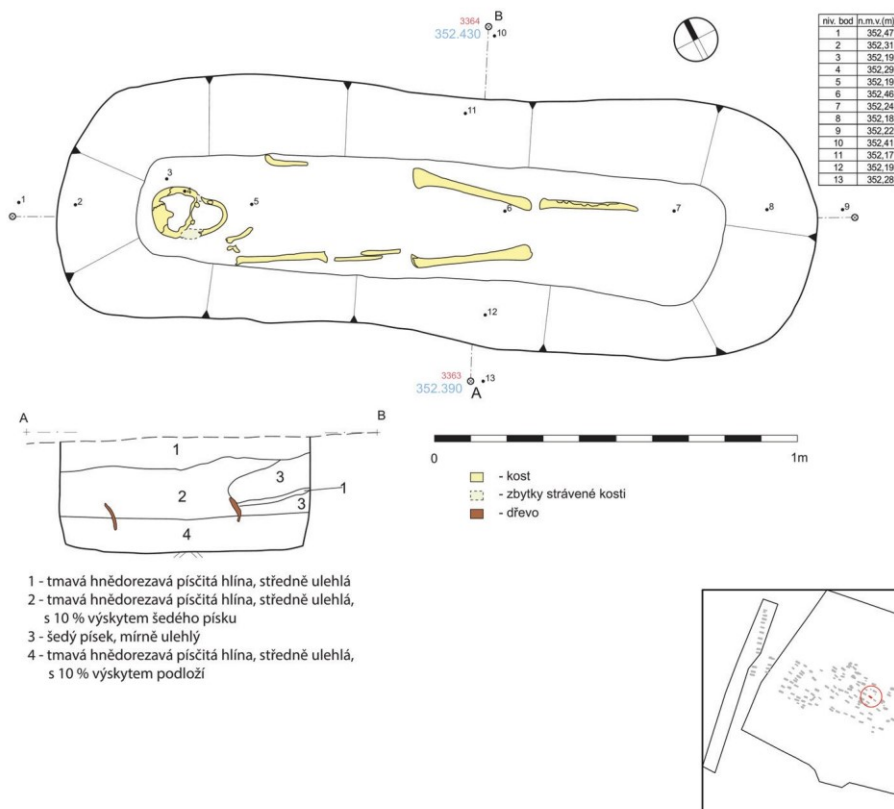 3364
B
352.430
10
niv. bod n.m.v.(m)
1 352,47
2 352,31
3 352,19
4 352,29
5 352,19
6 352,46
7 352,24
8 352,18
9 352,22
10 352,41
11 352,17
12 352,19
13 352,28
11
3
4
1
2
5
6
7
8
9
12
3363
352.390
13
A
A
B
1
3
1
2
3
4
0
1m
- kost
- zbytky strávené kosti
- dřevo
1 - tmavá hnědorezavá písčitá hlína, středně ulehlá
2 - tmavá hnědorezavá písčitá hlína, středně ulehlá,
s 10 % výskytem šedého písku
3 - šedý písek, mírně ulehlý
4 - tmavá hnědorezavá písčitá hlína, středně ulehlá,
s 10 % výskytem podloží